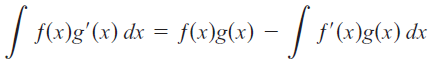 ∫ f(x)g′(x) dx = f(x)g(x) − ∫ f′(x)g(x) dx